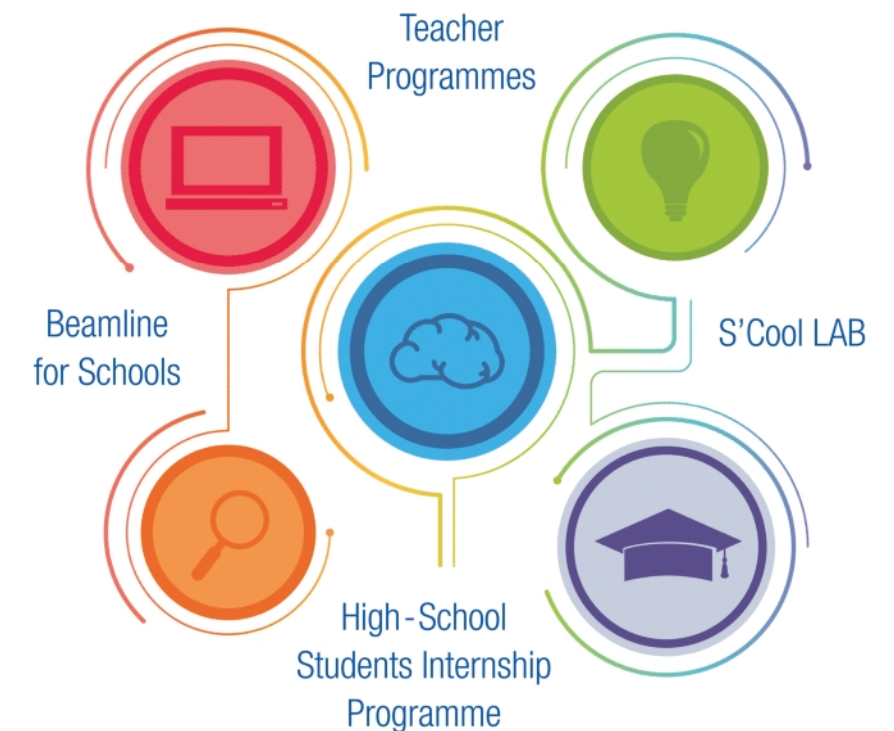 Teacher
Programmes
Beamline
for Schools
S'Cool LAB
High-School
Students Internship
Programme